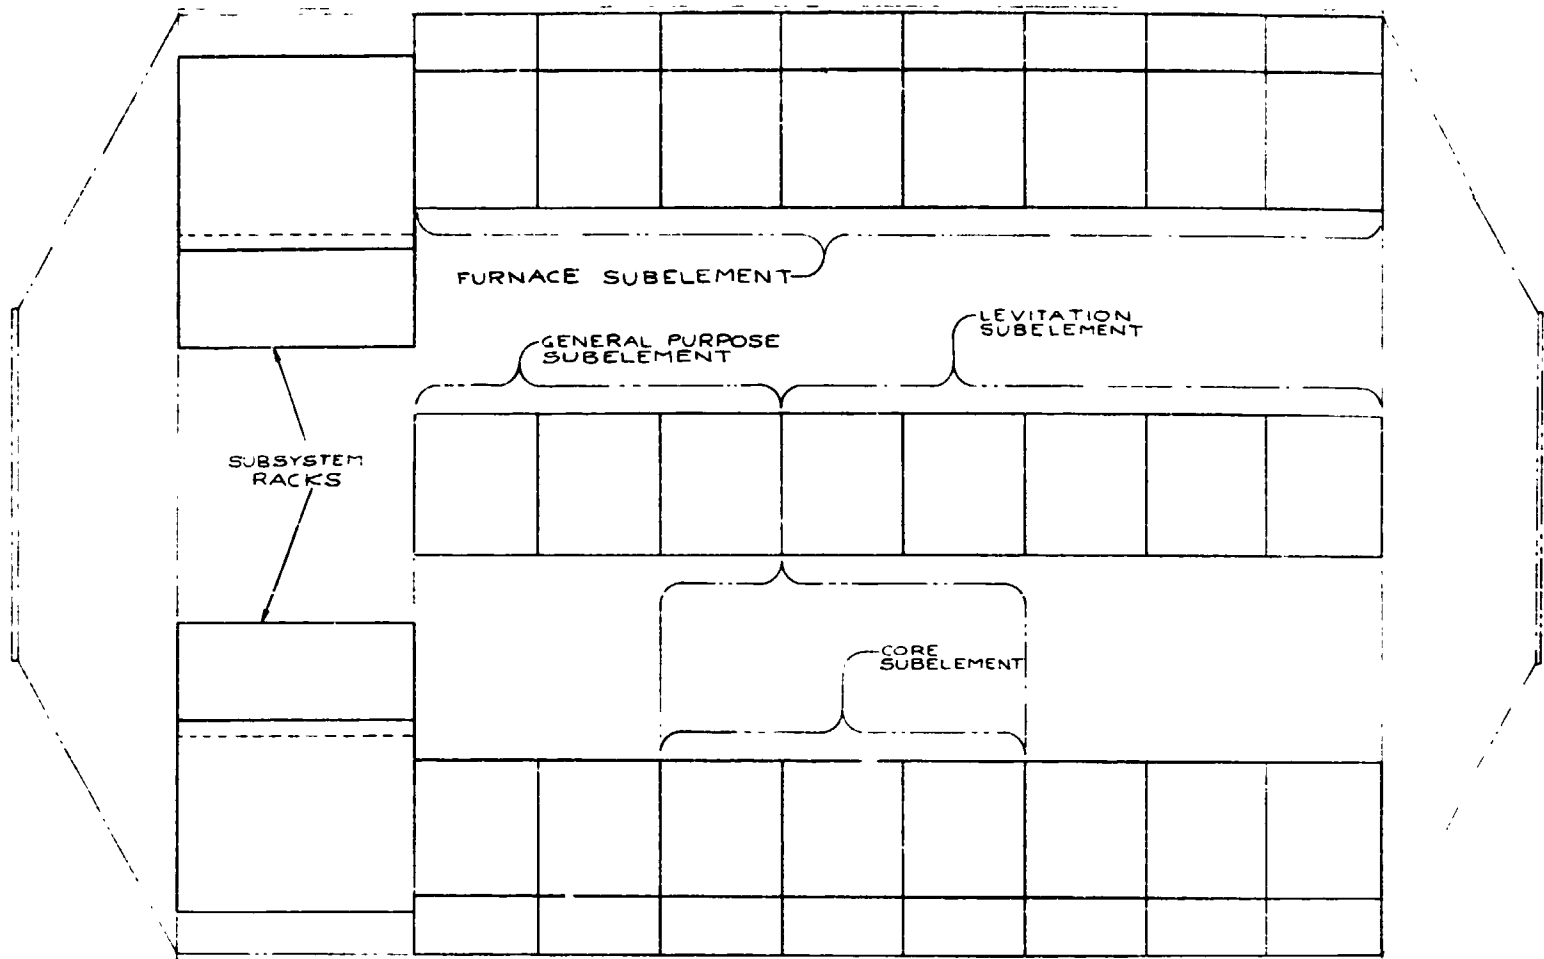 FURNACE SUBELEMENT
LEVITATION
SUBELEMENT
GENERAL PURPOSE
SUBELEMENT
SUBSYSTEM
RACKS
CORE
SUBELEMENT